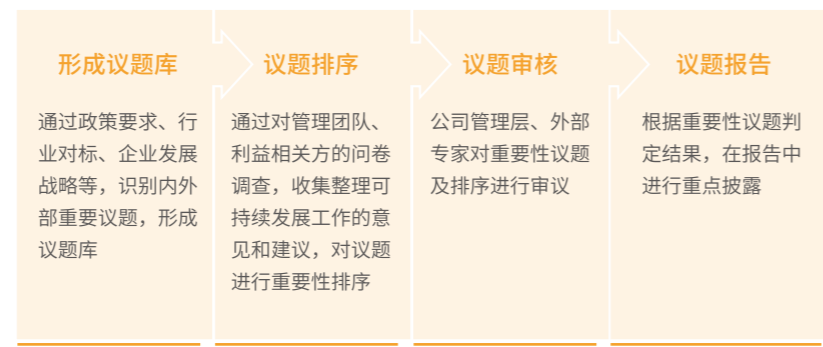 形成议题库
通过政策要求、行
业对标、企业发展
战略等，识别内外
部重要议题，形成
议题库
议题排序
通过对管理团队、
利益相关方的问卷
调查，收集整理可
持续发展工作的意
见和建议，对议题
进行重要性排序
议题审核
公司管理层、外部
专家对重要性议题
及排序进行审议
议题报告
根据重要性议题判
定结果，在报告中
进行重点披露